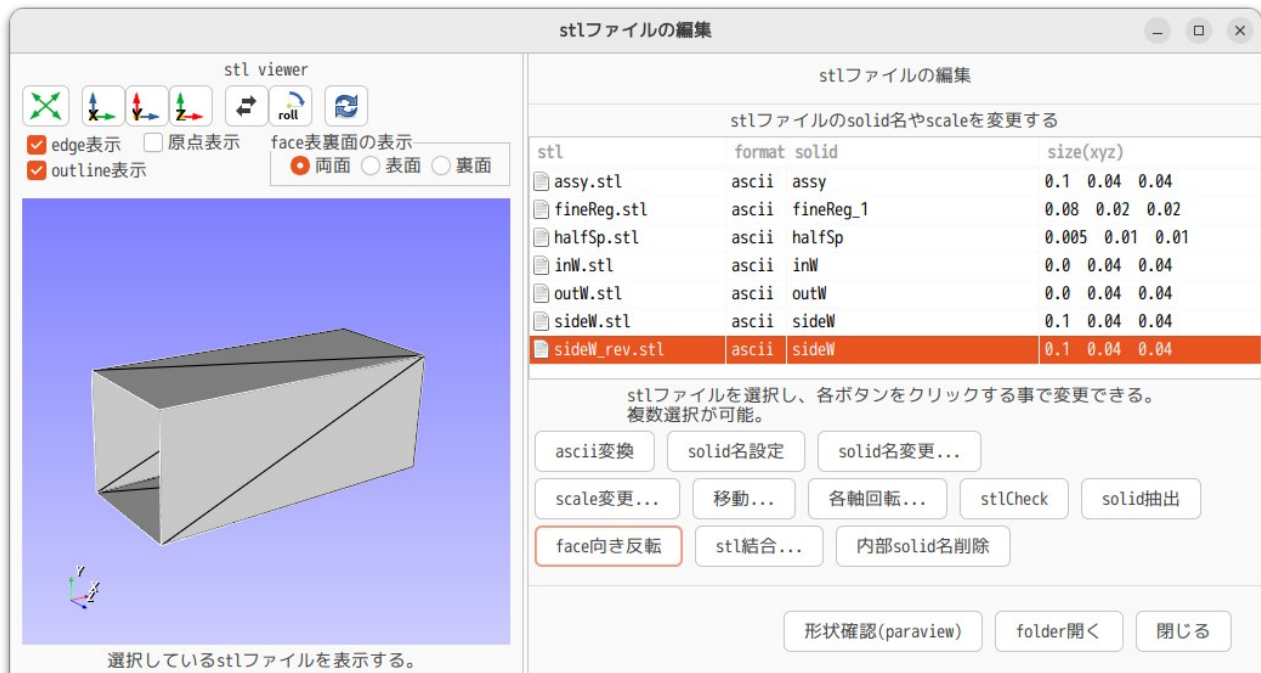 stlファイルの編集
stl viewer
X Y Z roll
edge表示 原点表示 face表裏面の表示
outline表示 両面 表面 裏面
Y X Z
選択しているstlファイルを表示する。
stlファイルの編集
stlファイルのsolid名やscaleを変更する
stl format solid size(xyz)
assy.stl ascii assy 0.1 0.04 0.04
fineReg.stl ascii fineReg_1 0.08 0.02 0.02
halfSp.stl ascii halfSp 0.005 0.01 0.01
inW.stl ascii inW 0.0 0.04 0.04
outW.stl ascii outW 0.0 0.04 0.04
sideW.stl ascii sideW 0.1 0.04 0.04
sideW_rev.stl ascii sideW 0.1 0.04 0.04
stlファイルを選択し、各ボタンをクリックする事で変更できる。
複数選択が可能。
ascii変換 solid名設定 solid名変更...
scale変更... 移動... 各軸回転... stlCheck solid抽出
face向き反転 stl結合... 内部solid名削除
形状確認(paraview) folder開く 閉じる